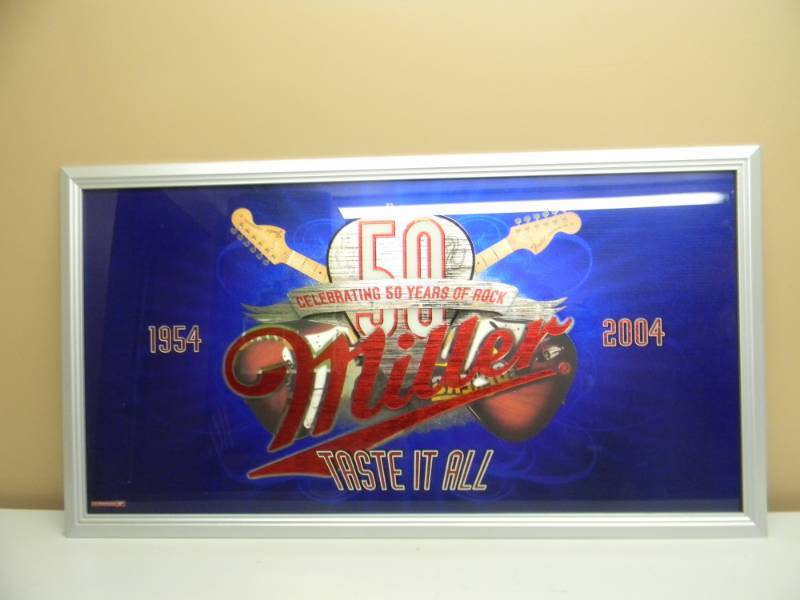 50
CELEBRATING 50 YEARS OF ROCK
1954
2004
Miller
TASTE IT ALL